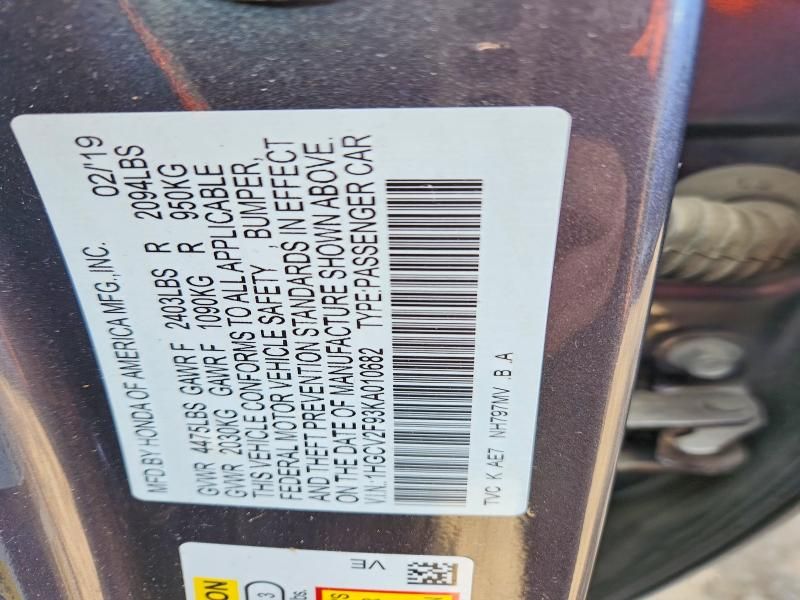 MFD BY HONDA OF AMERICA MFG., INC. 02/'19
GVWR 4475LBS GAWR F 2403LBS R 2094LBS
GVWR 2030KG GAWR F 1090KG R 950KG
THIS VEHICLE CONFORMS TO ALL APPLICABLE
FEDERAL MOTOR VEHICLE SAFETY , BUMPER,
AND THEFT PREVENTION STANDARDS IN EFFECT
ON THE DATE OF MANUFACTURE SHOWN ABOVE.
V.I.N.:1HGCV2F93KA010682 TYPE:PASSENGER CAR
TVC K AE7 NH797MV .B .A
VE
3